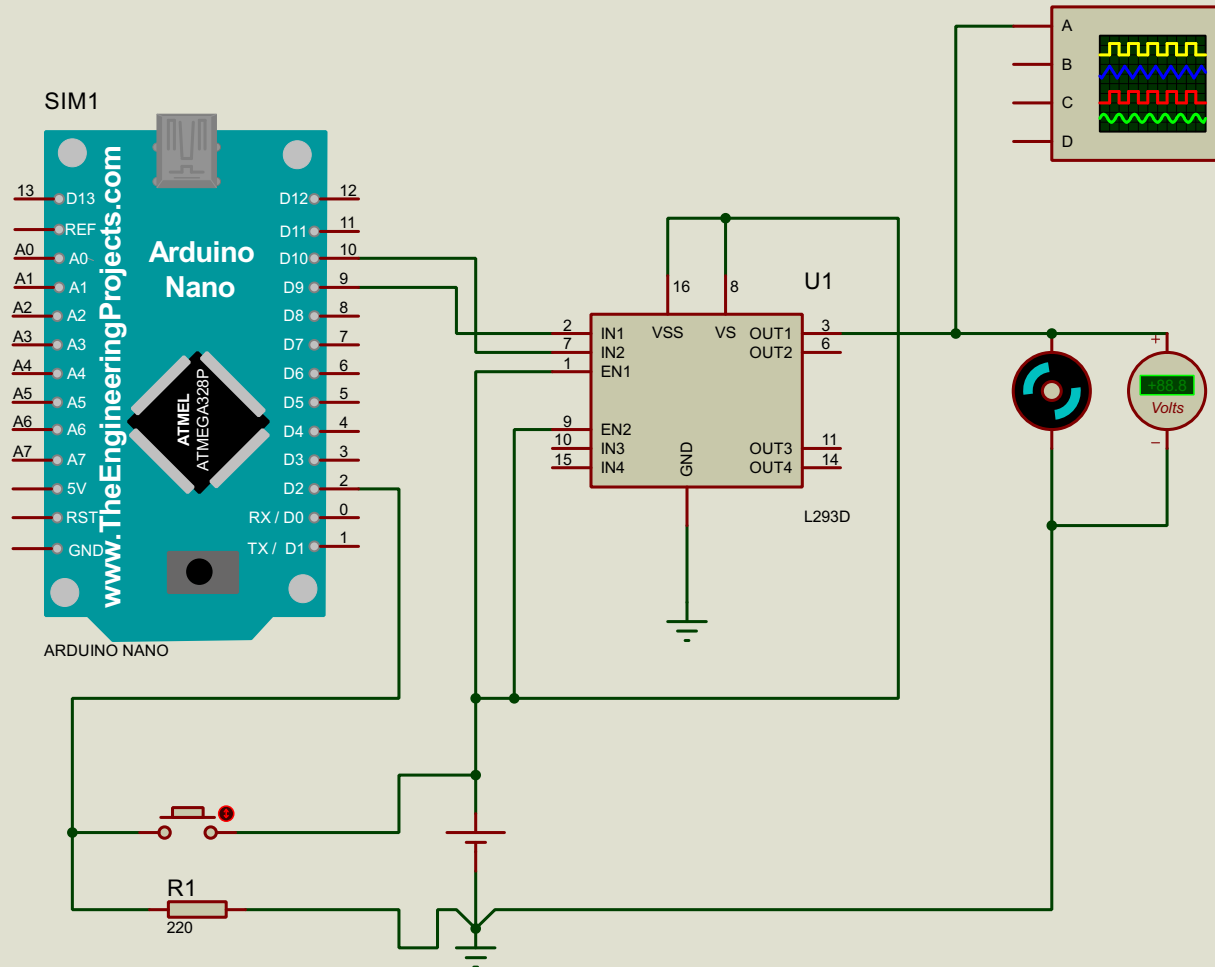 SIM1
www.TheEngineeringProjects.com
Arduino
Nano
ATMEL
ATMEGA328P
13 D13
REF
A0 A0
A1 A1
A2 A2
A3 A3
A4 A4
A5 A5
A6 A6
A7 A7
5V
RST
GND
D12 12
D11 11
D10 10
D9 9
D8 8
D7 7
D6 6
D5 5
D4 4
D3 3
D2 2
RX / D0 0
TX / D1 1
ARDUINO NANO
U1
16 8
VSS VS
2 IN1
7 IN2
1 EN1
9 EN2
10 IN3
15 IN4
GND
OUT1 3
OUT2 6
OUT3 11
OUT4 14
L293D
A
B
C
D
+
+88.8
Volts
−
R1
220